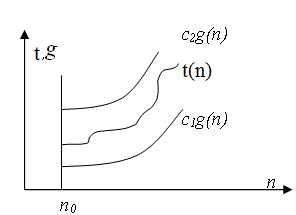 c₂g(n)
t,g
t(n)
c₁g(n)
n
n₀